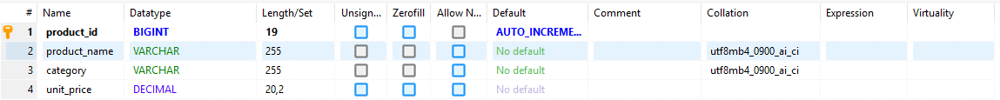 # Name Datatype Length/Set Unsign... Zerofill Allow N... Default Comment Collation Expression Virtuality
1 product_id BIGINT 19 AUTO_INCREME...
2 product_name VARCHAR 255 No default utf8mb4_0900_ai_ci
3 category VARCHAR 255 No default utf8mb4_0900_ai_ci
4 unit_price DECIMAL 20,2 No default